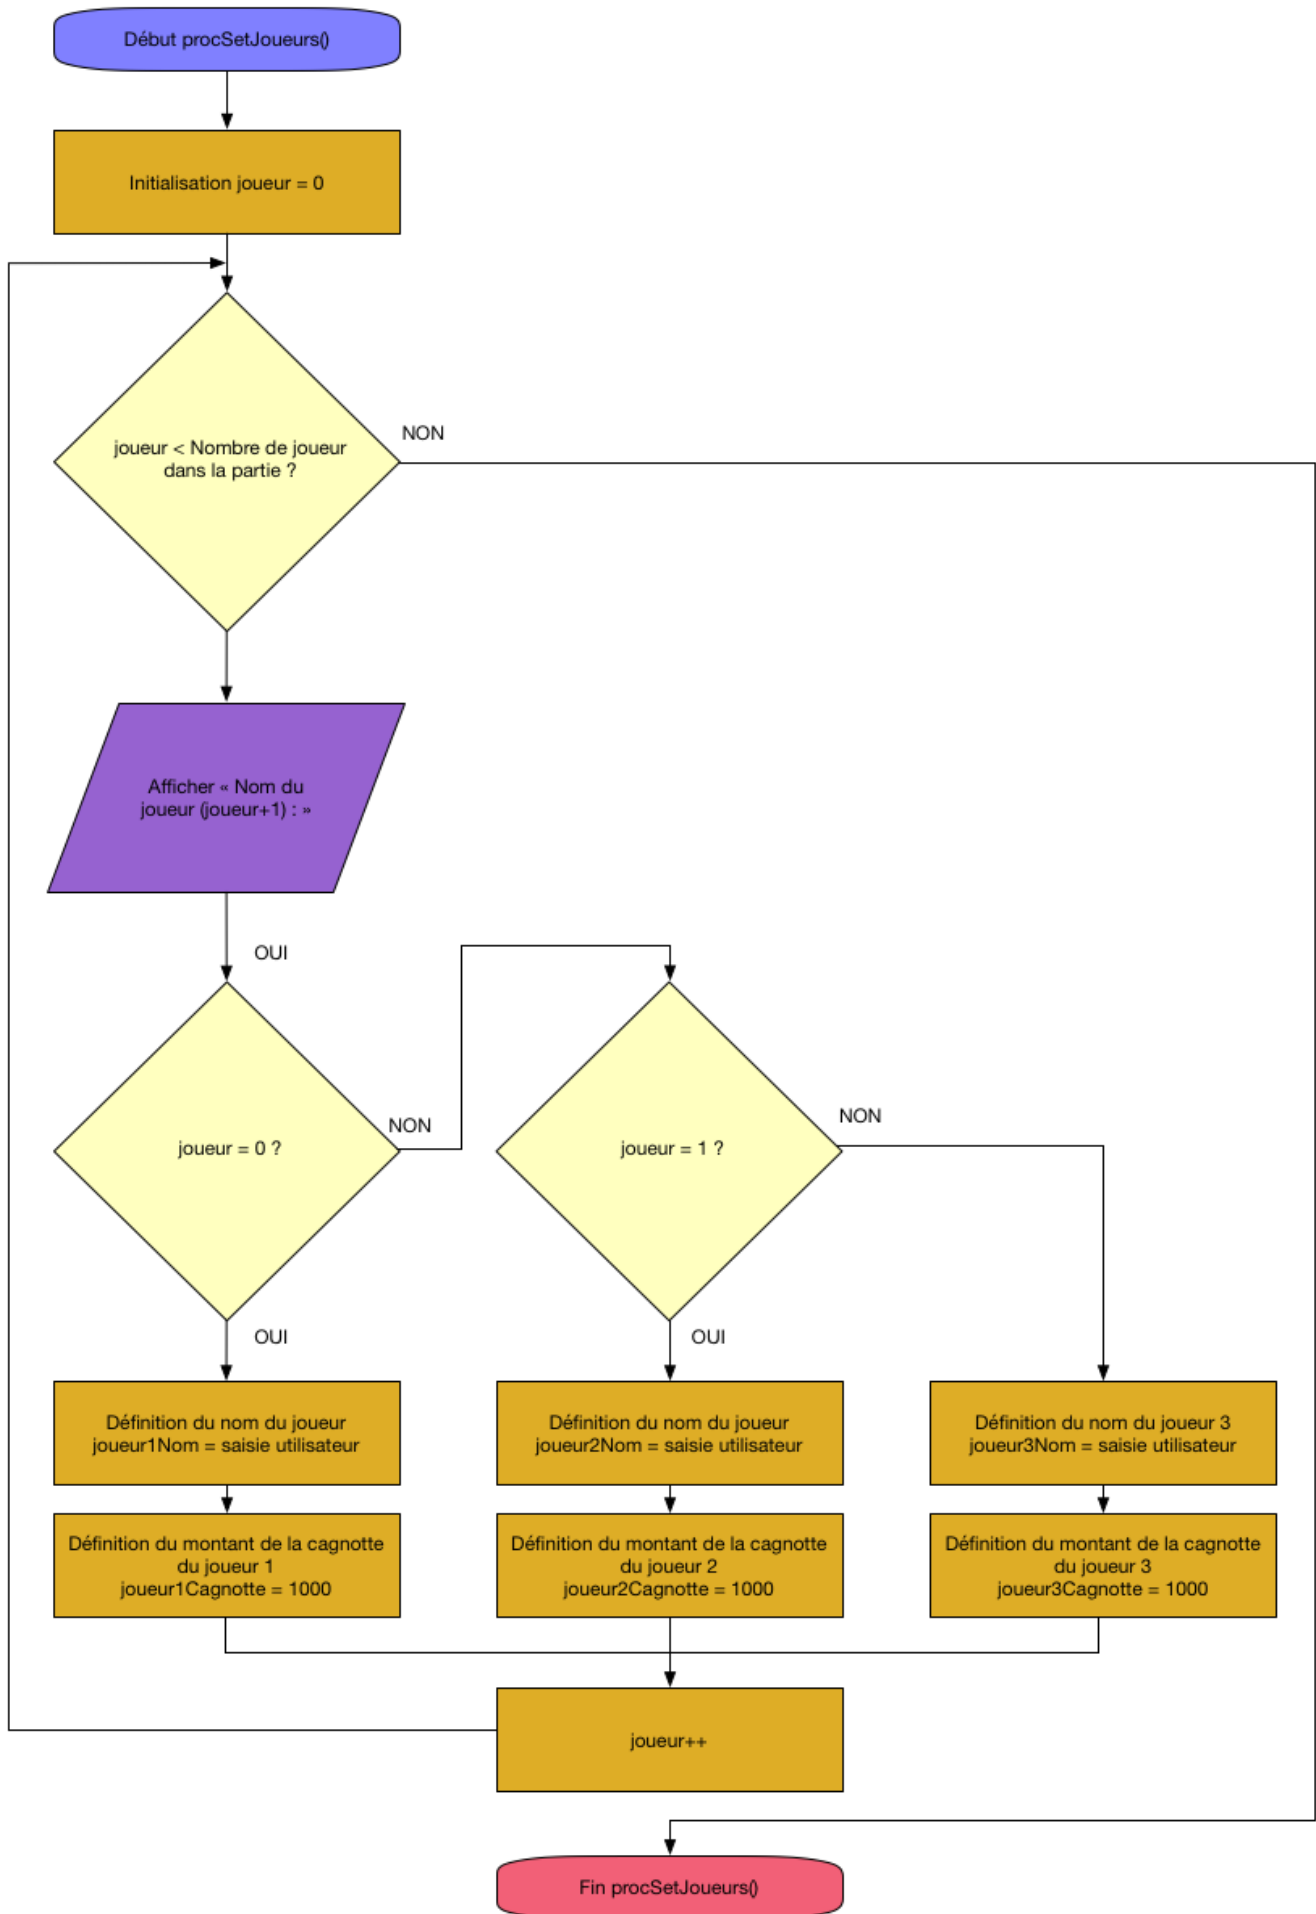 Début procSetJoueurs()
Initialisation joueur = 0
joueur < Nombre de joueur
dans la partie ?
NON
Afficher « Nom du
joueur (joueur+1) : »
OUI
joueur = 0 ?
NON
joueur = 1 ?
NON
OUI
OUI
Définition du nom du joueur
joueur1Nom = saisie utilisateur
Définition du nom du joueur
joueur2Nom = saisie utilisateur
Définition du nom du joueur 3
joueur3Nom = saisie utilisateur
Définition du montant de la cagnotte
du joueur 1
joueur1Cagnotte = 1000
Définition du montant de la cagnotte
du joueur 2
joueur2Cagnotte = 1000
Définition du montant de la cagnotte
du joueur 3
joueur3Cagnotte = 1000
joueur++
Fin procSetJoueurs()